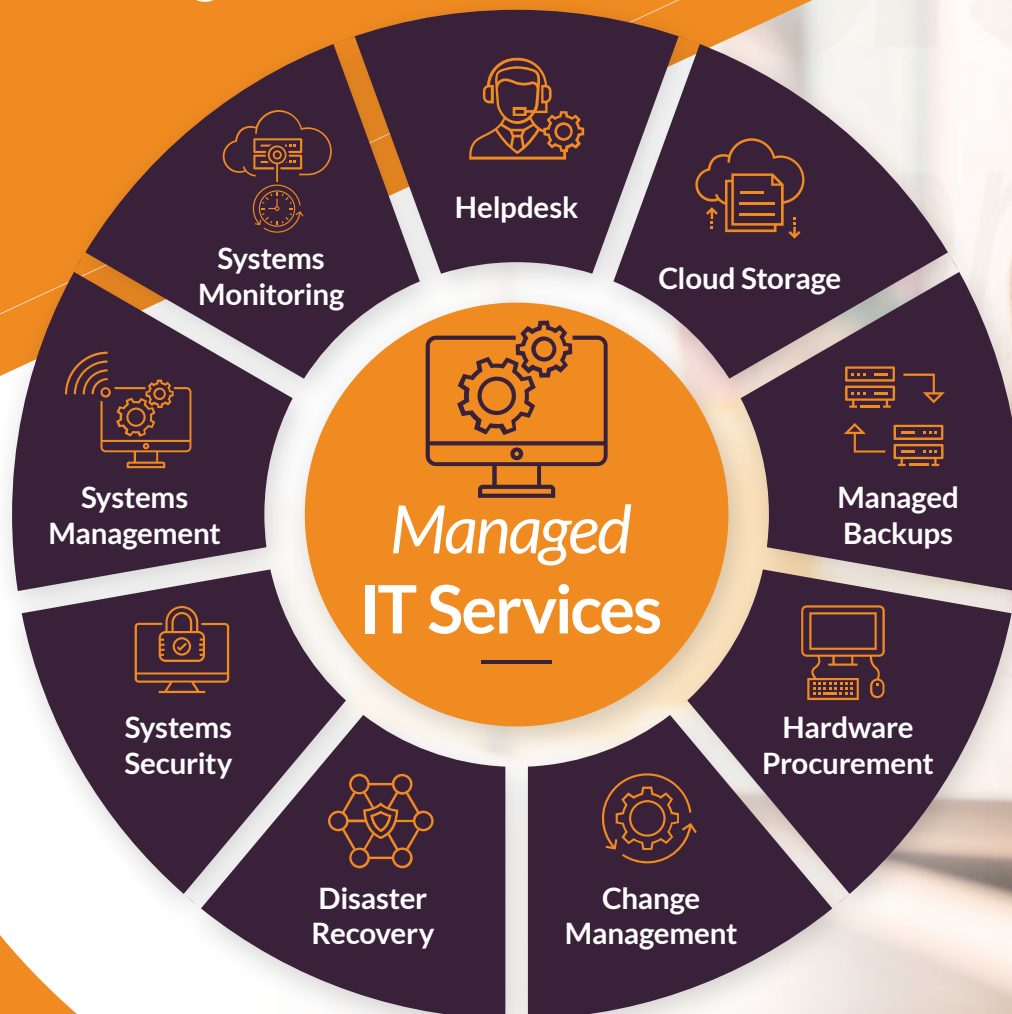 Helpdesk
Cloud Storage
Managed
Backups
Hardware
Procurement
Change
Management
Disaster
Recovery
Systems
Security
Systems
Management
Systems
Monitoring
Managed
IT Services